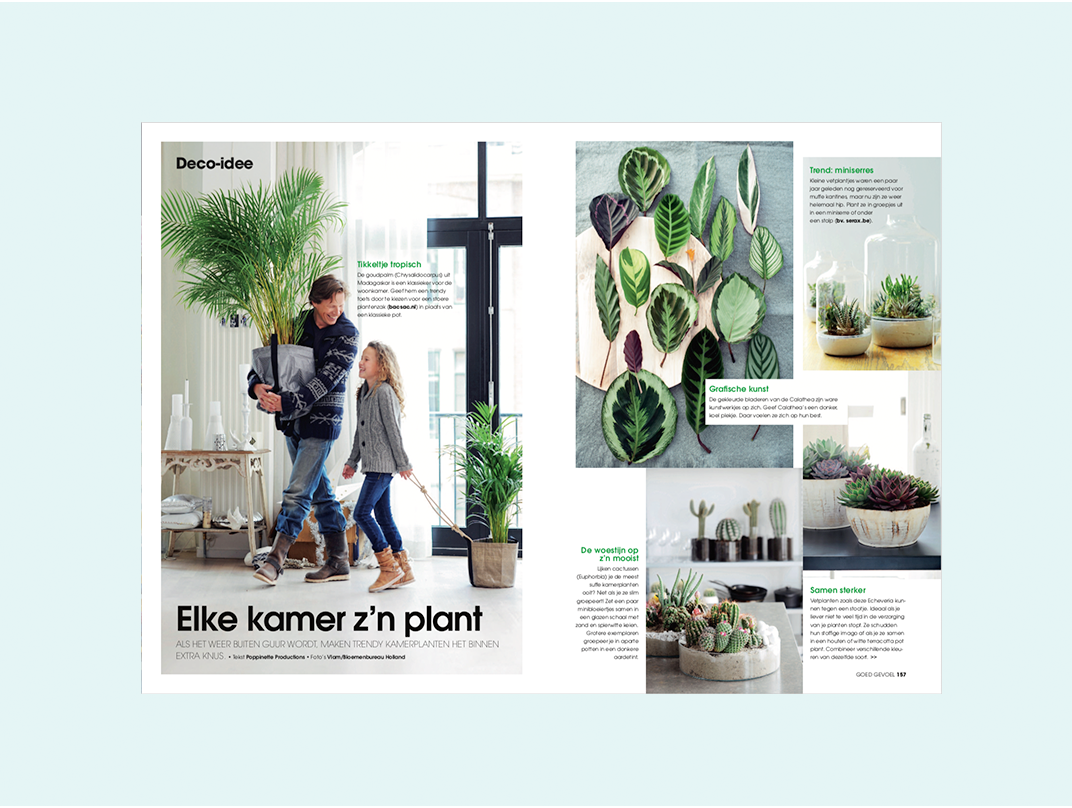 Deco-idee
Tikkeltje tropisch
De goudpalm (Chrysalidocarpus) uit
Madagaskar is een klassieker voor de
woonkamer. Geef hem een trendy
toets door te kiezen voor een stoere
plantenzak (bacsac.nl) in plaats van
een klassieke pot.
Elke kamer z'n plant
ALS HET WEER BUITEN GUUR WORDT, MAKEN TRENDY KAMERPLANTEN HET BINNEN
EXTRA KNUS. • Tekst Poppinette Productions • Foto's Vlam/Bloemenbureau Holland
Trend: miniserres
Kleine vetplantjes waren een paar
jaar geleden nog gereserveerd voor
muffe kantines, maar nu zijn ze weer
helemaal hip. Plant ze in groepjes uit
in een miniserre of onder
een stolp (bv. serax.be).
Grafische kunst
De gekleurde bladeren van de Calathea zijn ware
kunstwerkjes op zich. Geef Calathea's een donker,
koel plekje. Daar voelen ze zich op hun best.
De woestijn op
z'n mooist
Lijken cactussen
(Euphorbia) je de meest
suffe kamerplanten
ooit? Niet als je ze slim
groepeert! Zet een paar
minibloeiertjes samen in
een glazen schaal met
zand en spierwitte keien.
Grotere exemplaren
groepeer je in aparte
potten in een donkere
aardetint.
Samen sterker
Vetplanten zoals deze Echeveria kun-
nen tegen een stootje. Ideaal als je
liever niet te veel tijd in de verzorging
van je planten stopt. Ze schudden
hun stoffige imago af als je ze samen
in een houten of witte terracotta pot
plant. Combineer verschillende kleu-
ren van dezelfde soort. >>
GOED GEVOEL 157